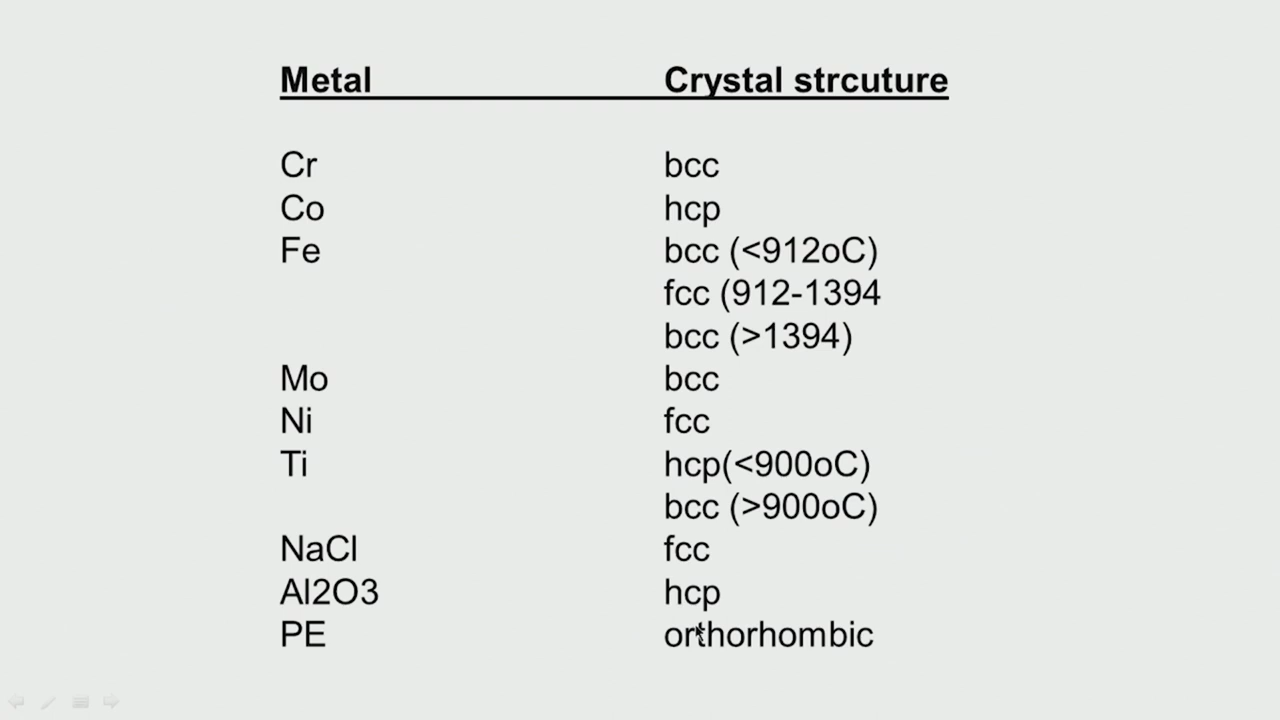 Metal Crystal strcuture
Cr bcc
Co hcp
Fe bcc (<912oC)
fcc (912-1394
bcc (>1394)
Mo bcc
Ni fcc
Ti hcp(<900oC)
bcc (>900oC)
NaCl fcc
Al2O3 hcp
PE orthorhombic